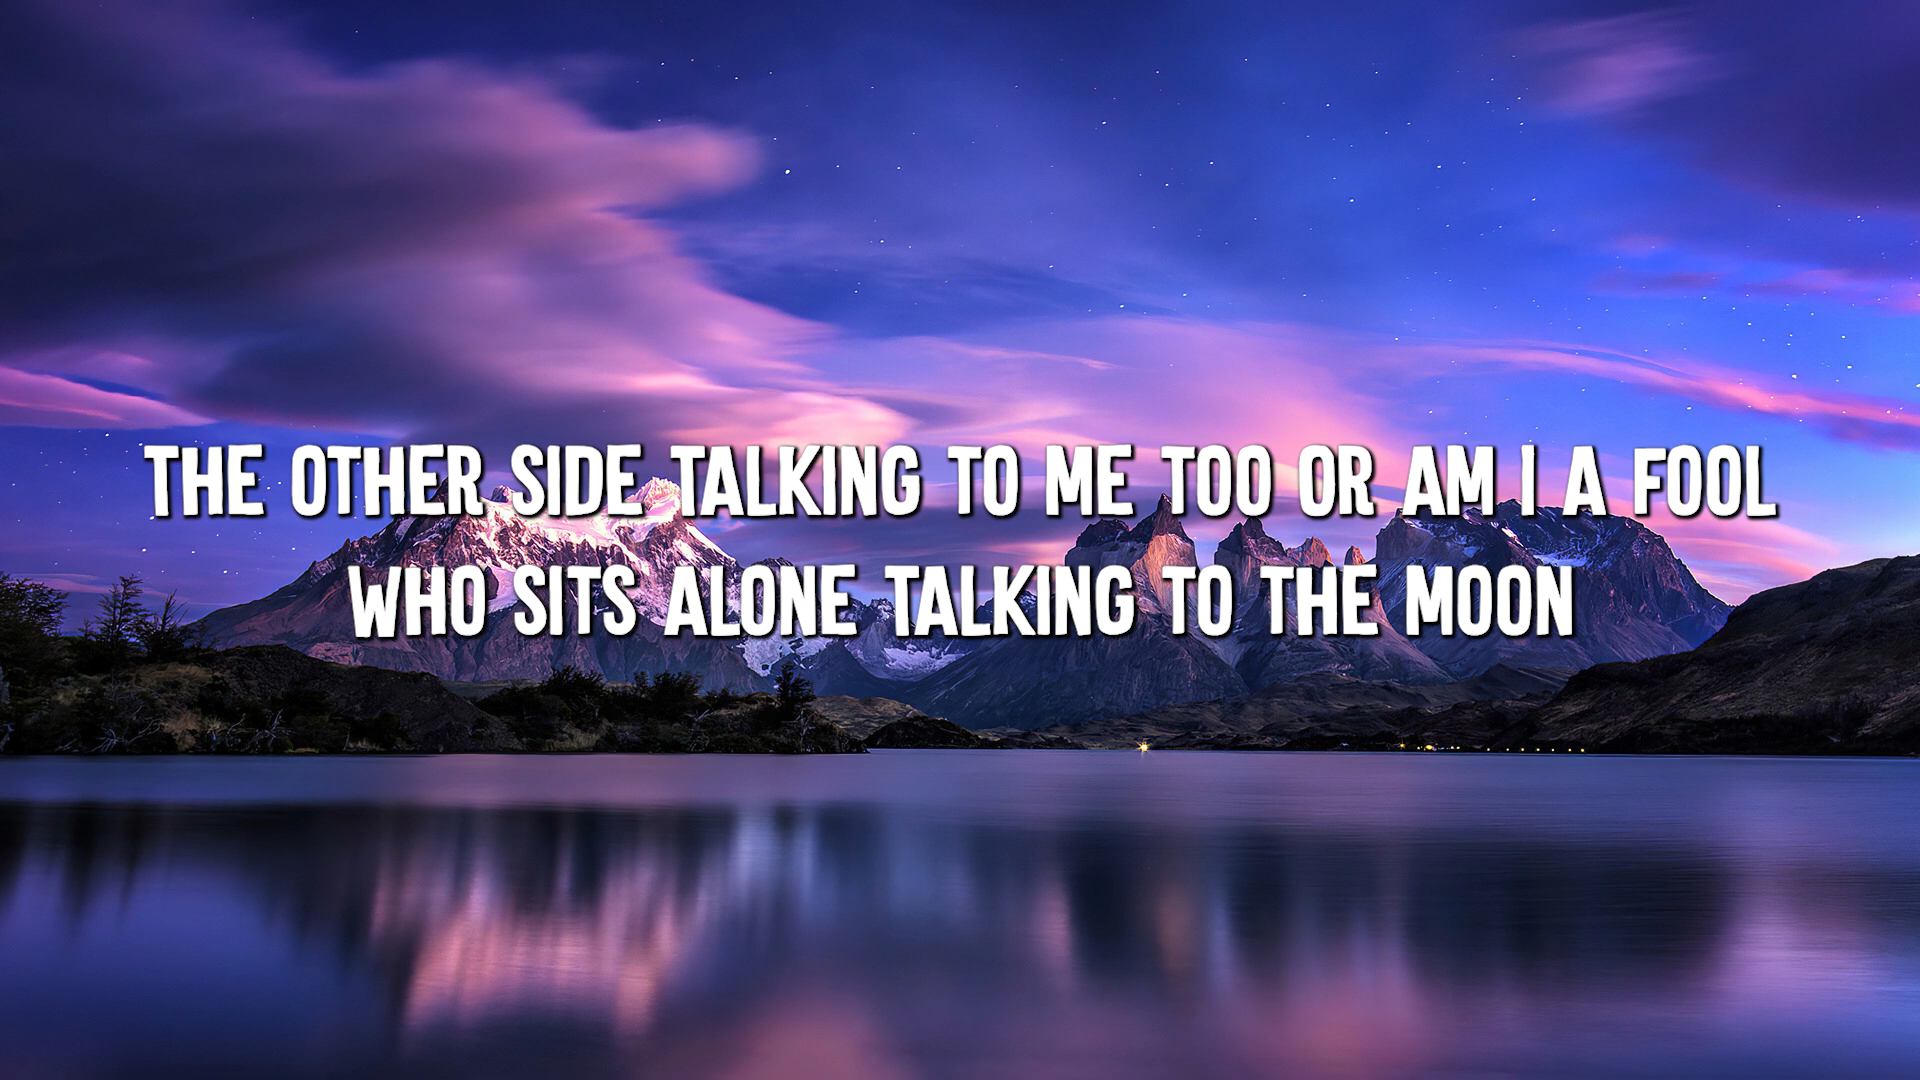 THE OTHER SIDE TALKING TO ME TOO OR AM I A FOOL
WHO SITS ALONE TALKING TO THE MOON